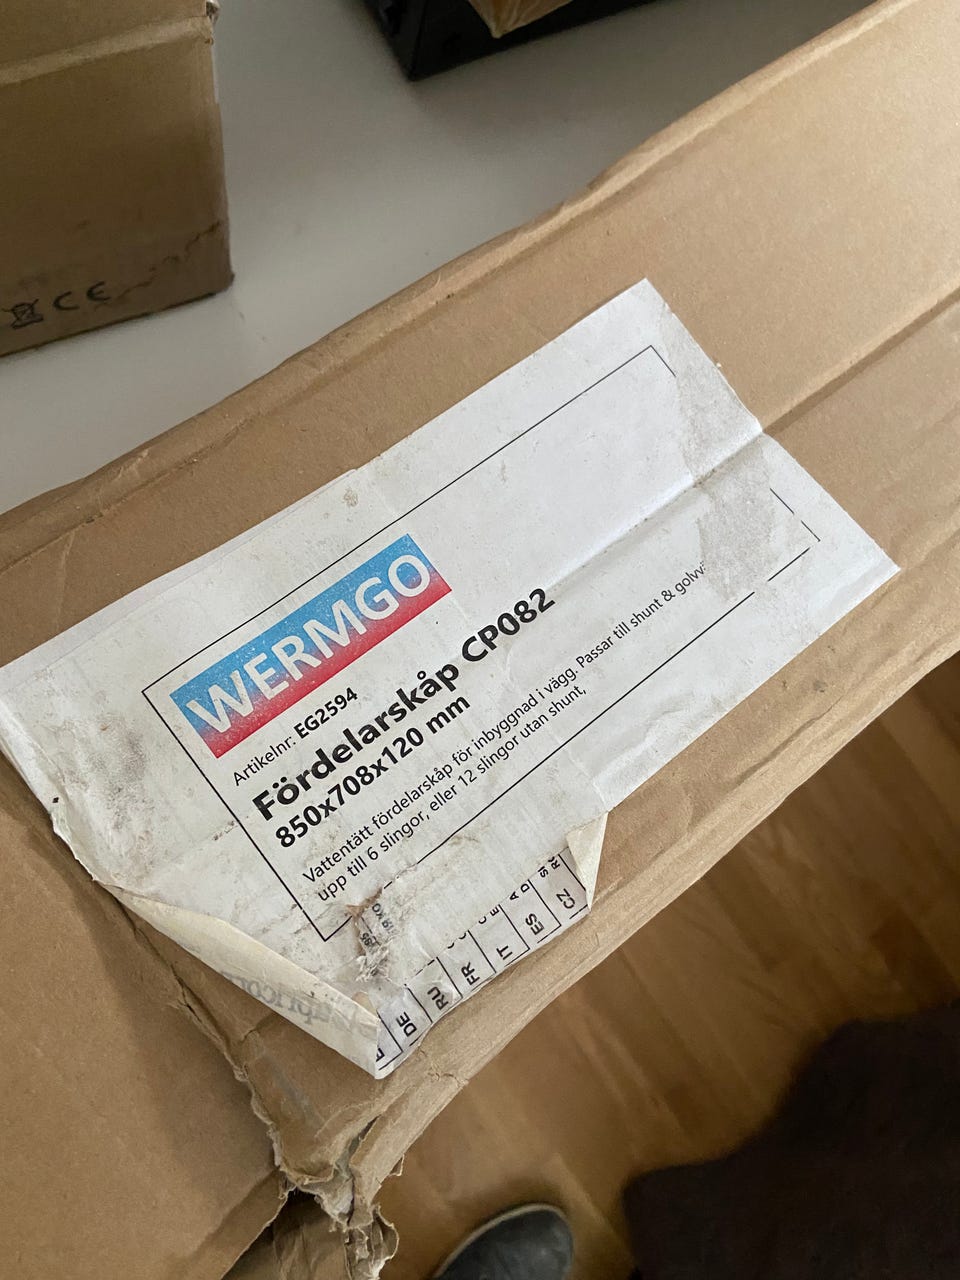 CE
WERMGO
Artikelnr: EG2594
Fördelarskåp CP082
850x708x120 mm
Vattentätt fördelarskåp för inbyggnad i vägg. Passar till shunt &
upp till 6 slingor, eller 12 slingor utan shunt,
DE
RU
FR
IT
ES
CZ